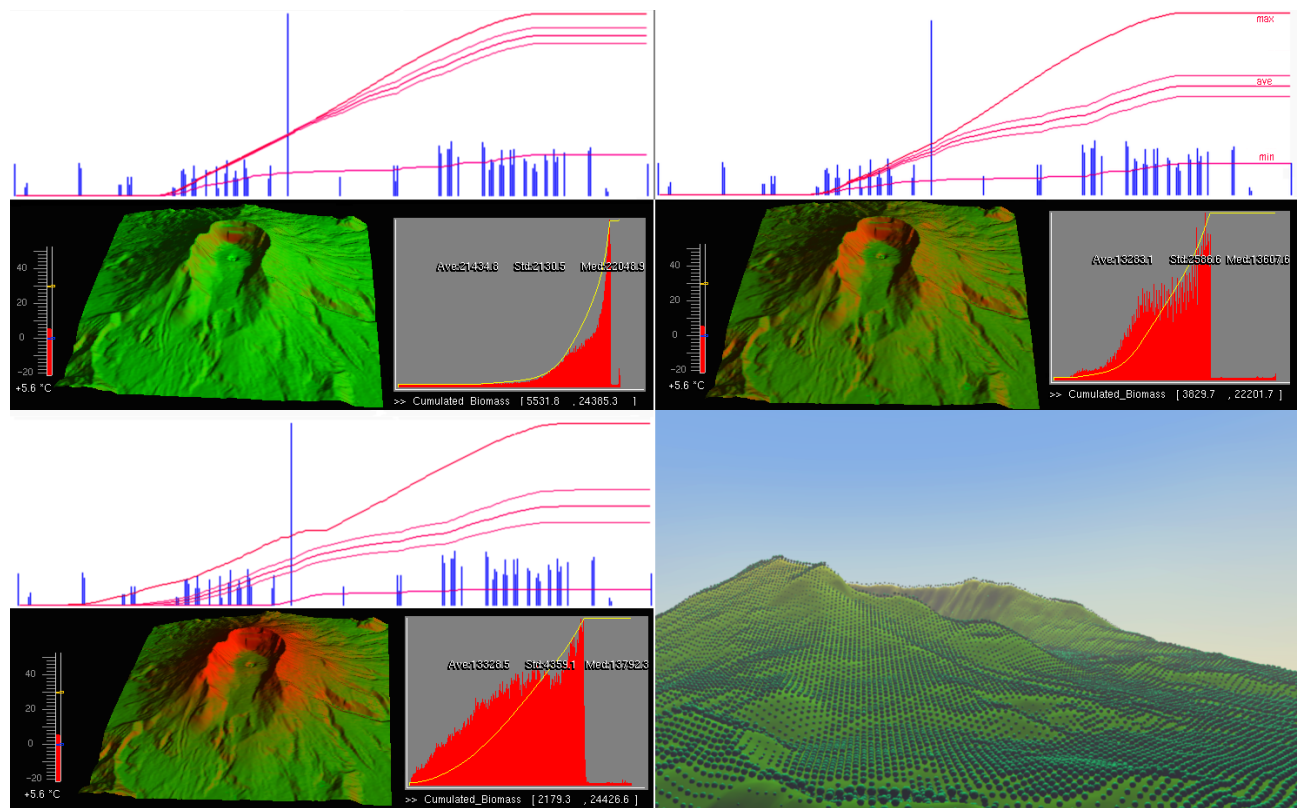 max
ave
min
40
20
0
-20
+5.6 °C
Ave:21434.8 Std:2130.5 Med:22048.9
>> Cumulated_Biomass [ 5531.8 , 24385.3 ]
40
20
0
-20
+5.6 °C
Ave:13283.1 Std:2586.6 Med:13607.6
>> Cumulated_Biomass [ 3829.7 , 22201.7 ]
40
20
0
-20
+5.6 °C
Ave:13326.5 Std:4359.1 Med:13792.3
>> Cumulated_Biomass [ 2179.3 , 24426.6 ]